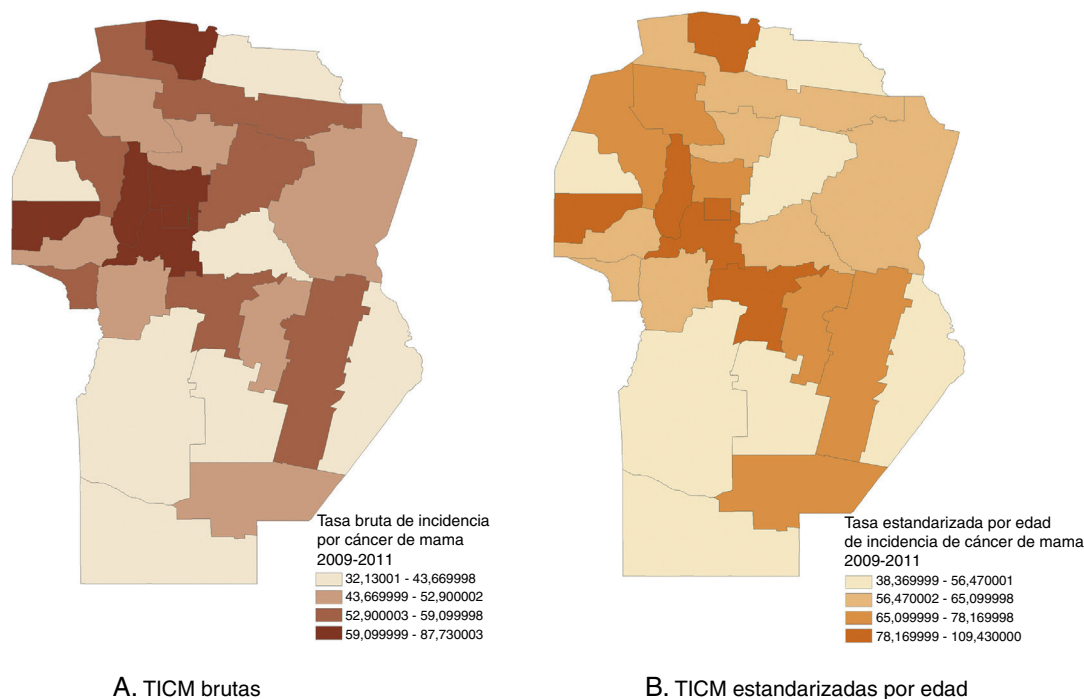 Tasa bruta de incidencia
por cáncer de mama
2009-2011
32,13001 - 43,669998
43,669999 - 52,900002
52,900003 - 59,099998
59,099999 - 87,730003
A. TICM brutas
Tasa estandarizada por edad
de incidencia de cáncer de mama
2009-2011
38,369999 - 56,470001
56,470002 - 65,099998
65,099999 - 78,169998
78,169999 - 109,430000
B. TICM estandarizadas por edad